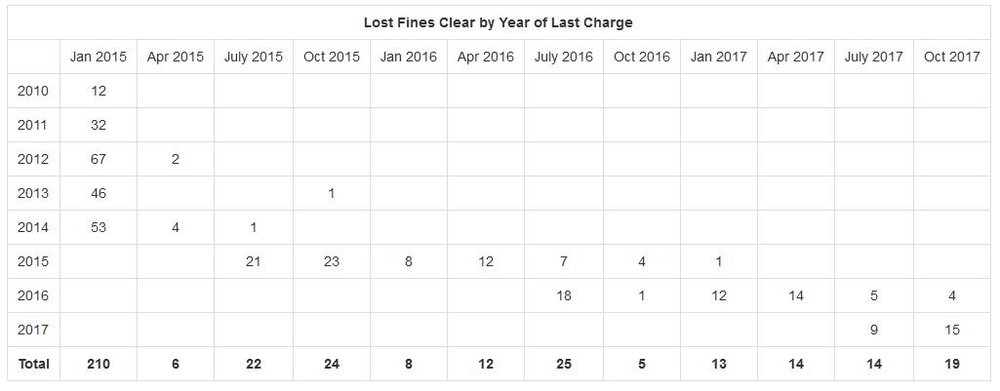 Lost Fines Clear by Year of Last Charge
Jan 2015 Apr 2015 July 2015 Oct 2015 Jan 2016 Apr 2016 July 2016 Oct 2016 Jan 2017 Apr 2017 July 2017 Oct 2017
2010 12
2011 32
2012 67 2
2013 46 1
2014 53 4 1
2015 21 23 8 12 7 4 1
2016 18 1 12 14 5 4
2017 9 15
Total 210 6 22 24 8 12 25 5 13 14 14 19